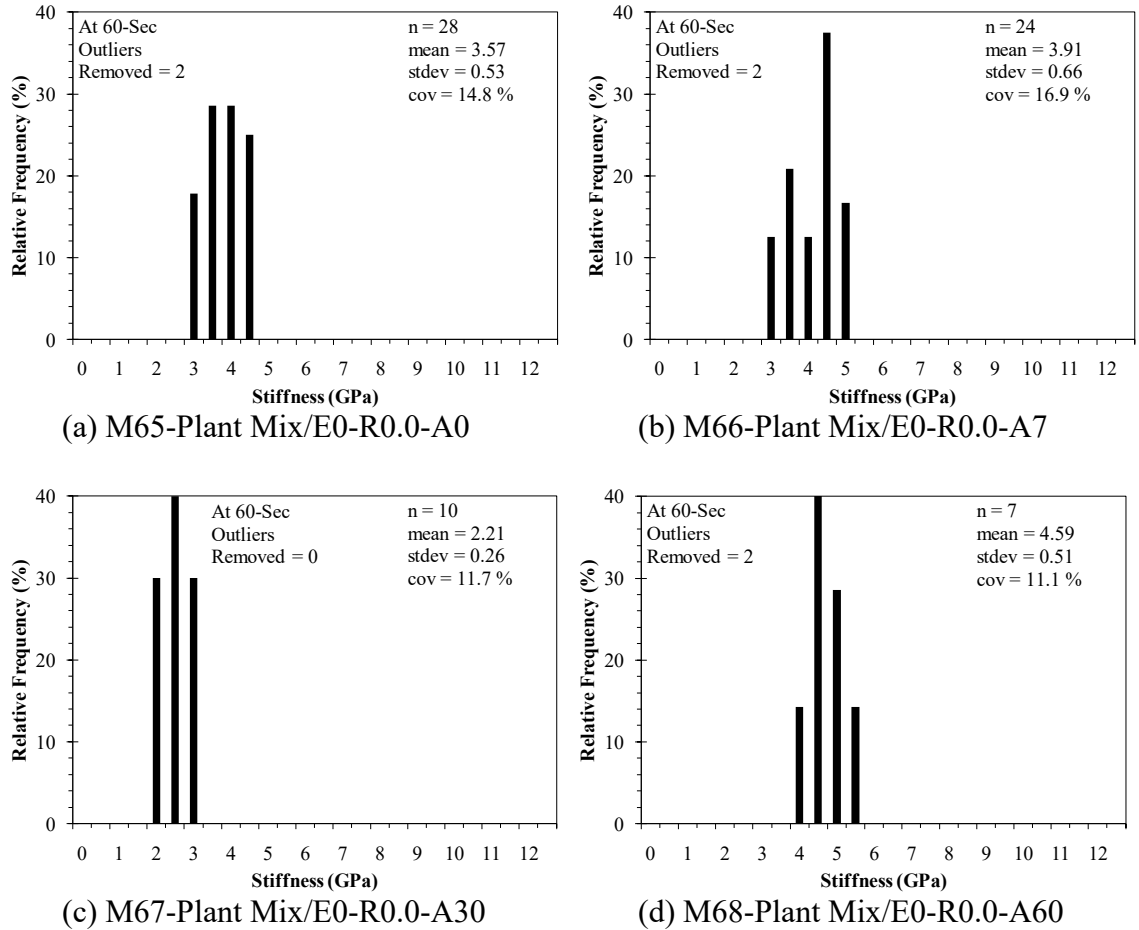 At 60-Sec
Outliers
Removed = 2
n = 28
mean = 3.57
stdev = 0.53
cov = 14.8 %
40
30
20
10
0
Relative Frequency (%)
0 1 2 3 4 5 6 7 8 9 10 11 12
Stiffness (GPa)
(a) M65-Plant Mix/E0-R0.0-A0
At 60-Sec
Outliers
Removed = 2
n = 24
mean = 3.91
stdev = 0.66
cov = 16.9 %
40
30
20
10
0
Relative Frequency (%)
0 1 2 3 4 5 6 7 8 9 10 11 12
Stiffness (GPa)
(b) M66-Plant Mix/E0-R0.0-A7
At 60-Sec
Outliers
Removed = 0
n = 10
mean = 2.21
stdev = 0.26
cov = 11.7 %
40
30
20
10
0
Relative Frequency (%)
0 1 2 3 4 5 6 7 8 9 10 11 12
Stiffness (GPa)
(c) M67-Plant Mix/E0-R0.0-A30
At 60-Sec
Outliers
Removed = 2
n = 7
mean = 4.59
stdev = 0.51
cov = 11.1 %
40
30
20
10
0
Relative Frequency (%)
0 1 2 3 4 5 6 7 8 9 10 11 12
Stiffness (GPa)
(d) M68-Plant Mix/E0-R0.0-A60